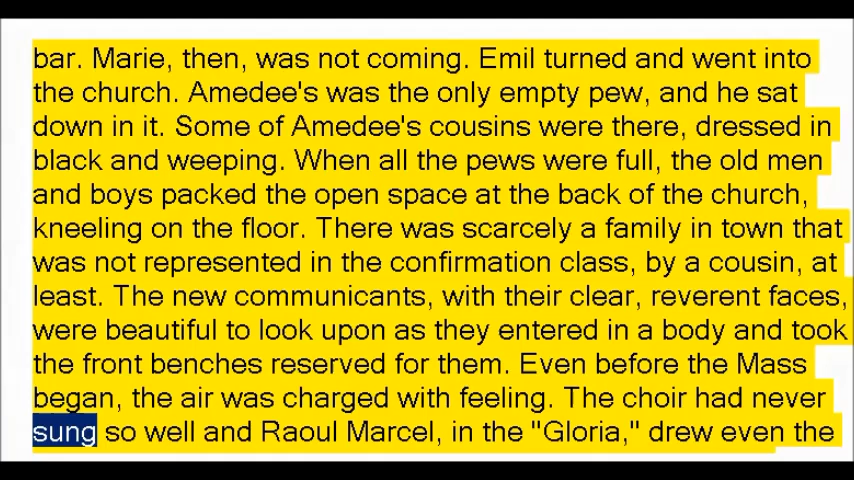 bar. Marie, then, was not coming. Emil turned and went into
the church. Amedee's was the only empty pew, and he sat
down in it. Some of Amedee's cousins were there, dressed in
black and weeping. When all the pews were full, the old men
and boys packed the open space at the back of the church,
kneeling on the floor. There was scarcely a family in town that
was not represented in the confirmation class, by a cousin, at
least. The new communicants, with their clear, reverent faces,
were beautiful to look upon as they entered in a body and took
the front benches reserved for them. Even before the Mass
began, the air was charged with feeling. The choir had never
sung so well and Raoul Marcel, in the "Gloria," drew even the